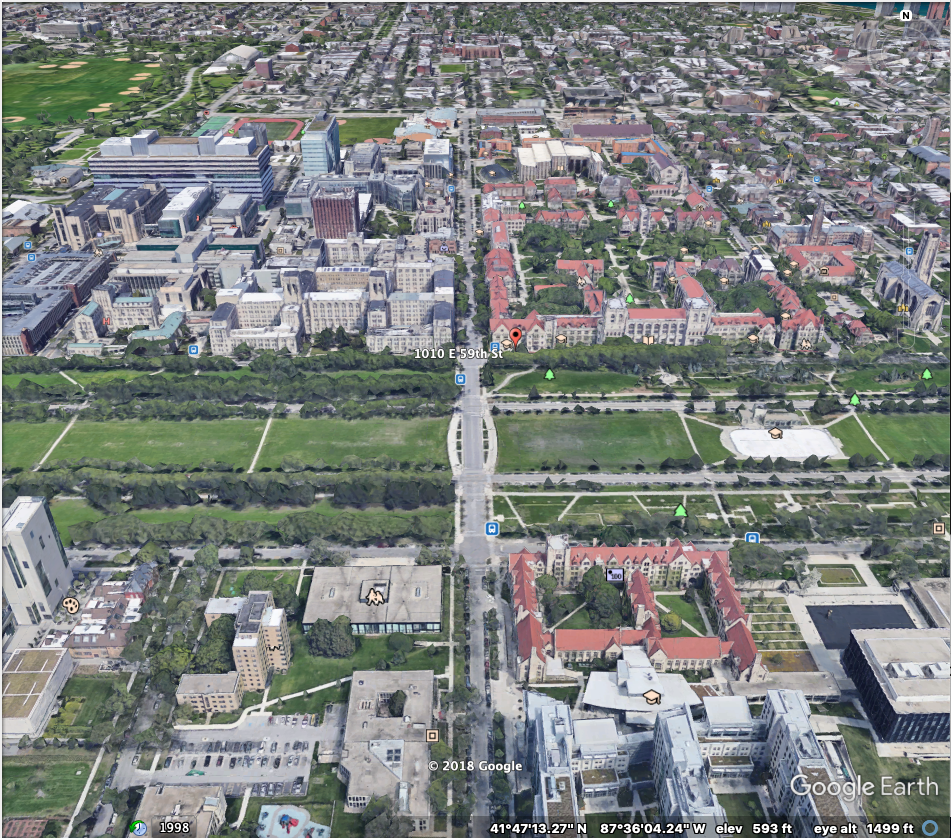 N
1010 E 59th St
© 2018 Google
Google Earth
1998
41°47'13.27" N 87°36'04.24" W elev 593 ft eye alt 1499 ft